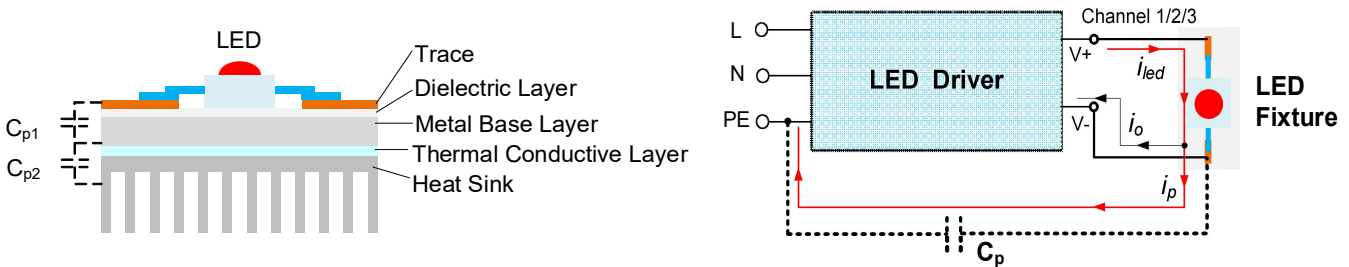 LED
Trace
Dielectric Layer
Metal Base Layer
Thermal Conductive Layer
Heat Sink
Cp1
Cp2
Channel 1/2/3
L
N
PE
LED Driver
V+
V-
iled
io
ip
Cp
LED
Fixture